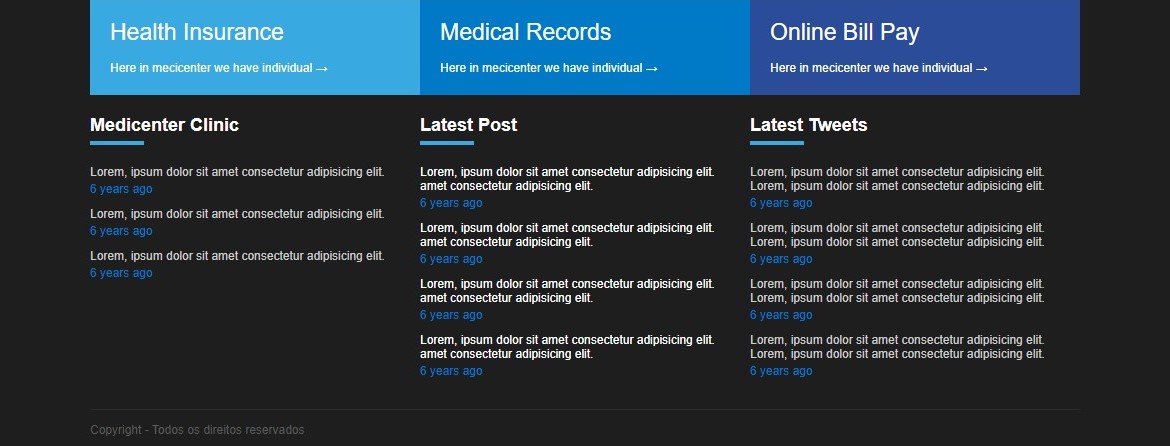 Health Insurance
Here in mecicenter we have individual →
Medical Records
Here in mecicenter we have individual →
Online Bill Pay
Here in mecicenter we have individual →
Medicenter Clinic
Lorem, ipsum dolor sit amet consectetur adipisicing elit.
6 years ago
Lorem, ipsum dolor sit amet consectetur adipisicing elit.
6 years ago
Lorem, ipsum dolor sit amet consectetur adipisicing elit.
6 years ago
Latest Post
Lorem, ipsum dolor sit amet consectetur adipisicing elit.
amet consectetur adipisicing elit.
6 years ago
Lorem, ipsum dolor sit amet consectetur adipisicing elit.
amet consectetur adipisicing elit.
6 years ago
Lorem, ipsum dolor sit amet consectetur adipisicing elit.
amet consectetur adipisicing elit.
6 years ago
Lorem, ipsum dolor sit amet consectetur adipisicing elit.
amet consectetur adipisicing elit.
6 years ago
Latest Tweets
Lorem, ipsum dolor sit amet consectetur adipisicing elit.
Lorem, ipsum dolor sit amet consectetur adipisicing elit.
6 years ago
Lorem, ipsum dolor sit amet consectetur adipisicing elit.
Lorem, ipsum dolor sit amet consectetur adipisicing elit.
6 years ago
Lorem, ipsum dolor sit amet consectetur adipisicing elit.
Lorem, ipsum dolor sit amet consectetur adipisicing elit.
6 years ago
Lorem, ipsum dolor sit amet consectetur adipisicing elit.
Lorem, ipsum dolor sit amet consectetur adipisicing elit.
6 years ago
Copyright - Todos os direitos reservados